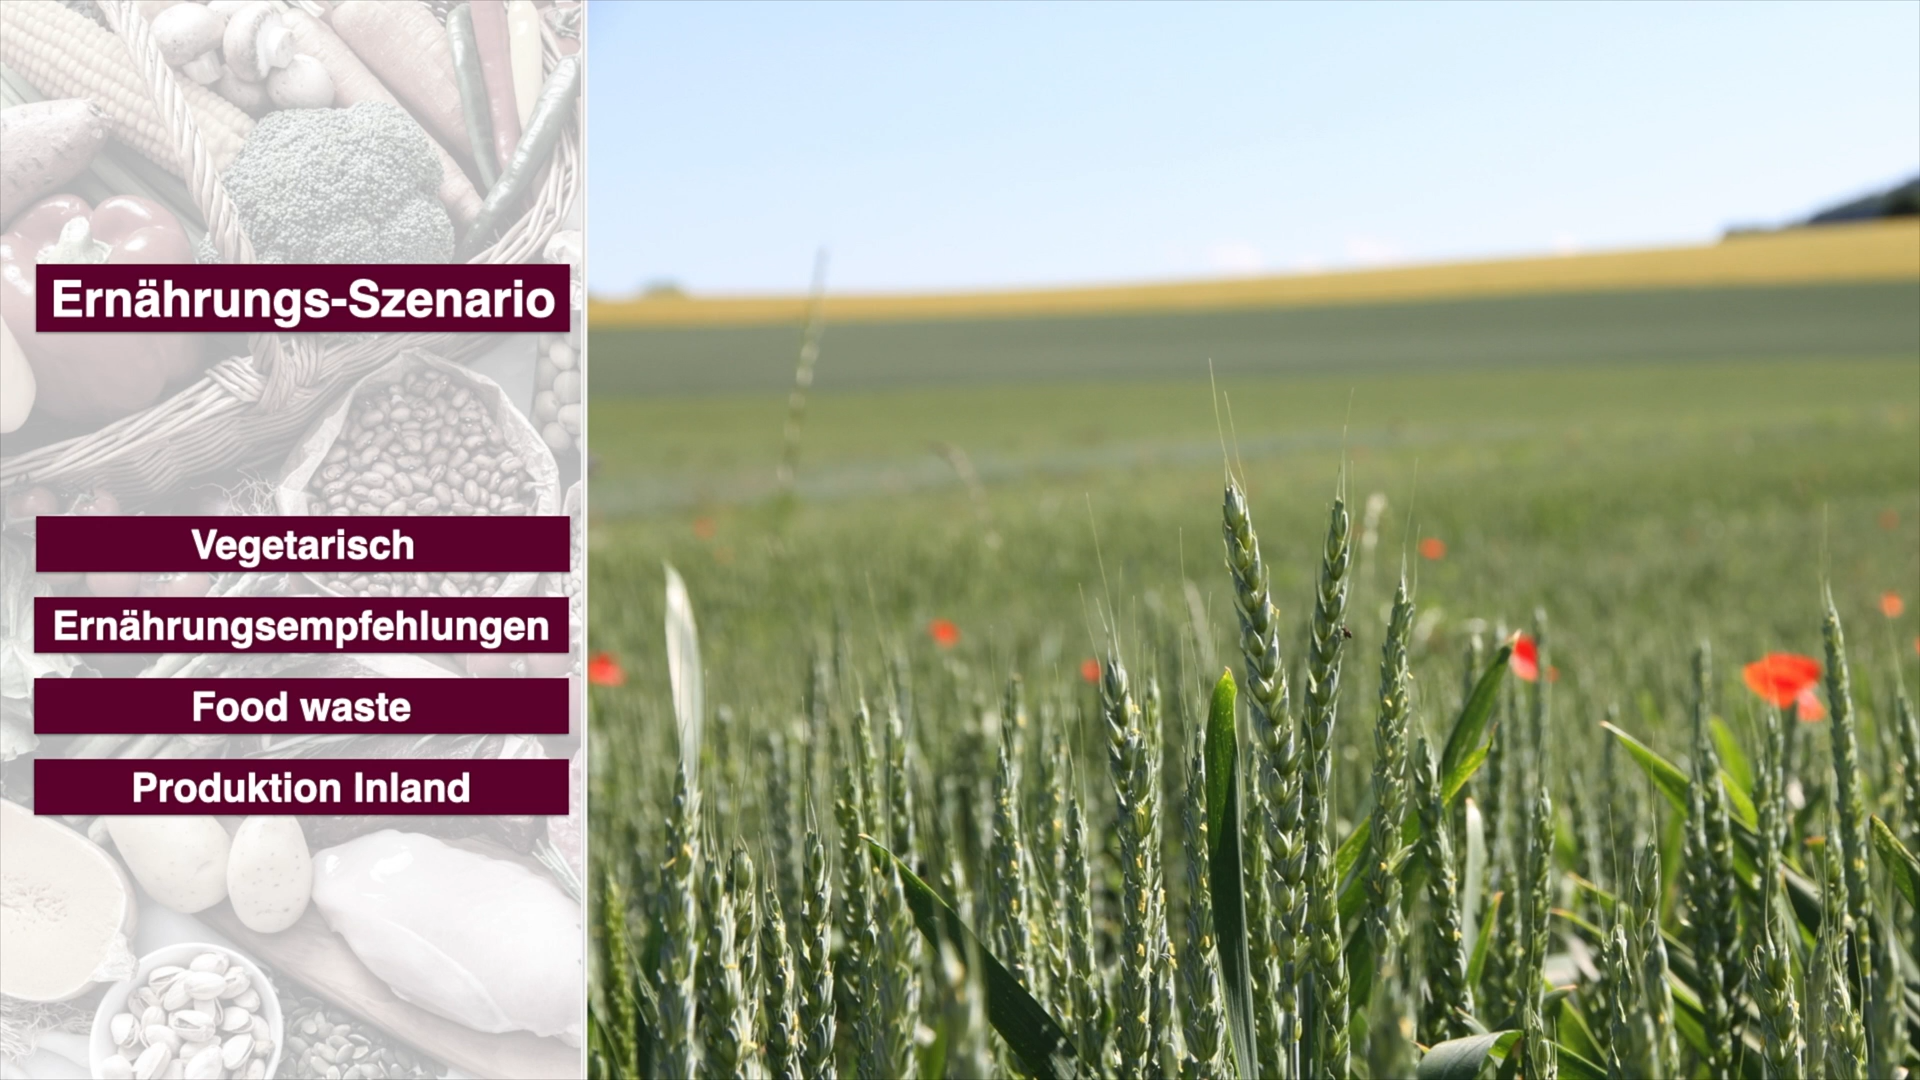 Ernährungs-Szenario
Vegetarisch
Ernährungsempfehlungen
Food waste
Produktion Inland